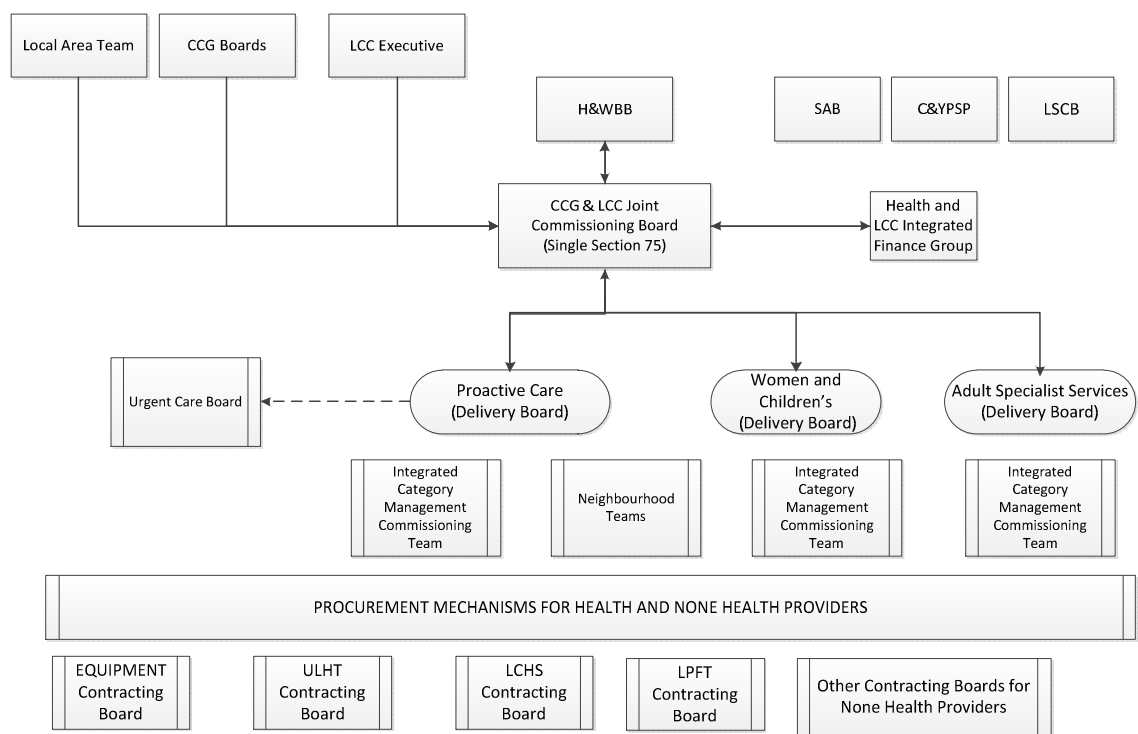 Local Area Team
CCG Boards
LCC Executive
H&WBB
SAB
C&YPSP
LSCB
CCG & LCC Joint
Commissioning Board
(Single Section 75)
Health and
LCC Integrated
Finance Group
Urgent Care Board
Proactive Care
(Delivery Board)
Women and
Children's
(Delivery Board)
Adult Specialist Services
(Delivery Board)
Integrated
Category
Management
Commissioning
Team
Neighbourhood
Teams
Integrated
Category
Management
Commissioning
Team
Integrated
Category
Management
Commissioning
Team
PROCUREMENT MECHANISMS FOR HEALTH AND NONE HEALTH PROVIDERS
EQUIPMENT
Contracting
Board
ULHT
Contracting
Board
LCHS
Contracting
Board
LPFT
Contracting
Board
Other Contracting Boards for
None Health Providers